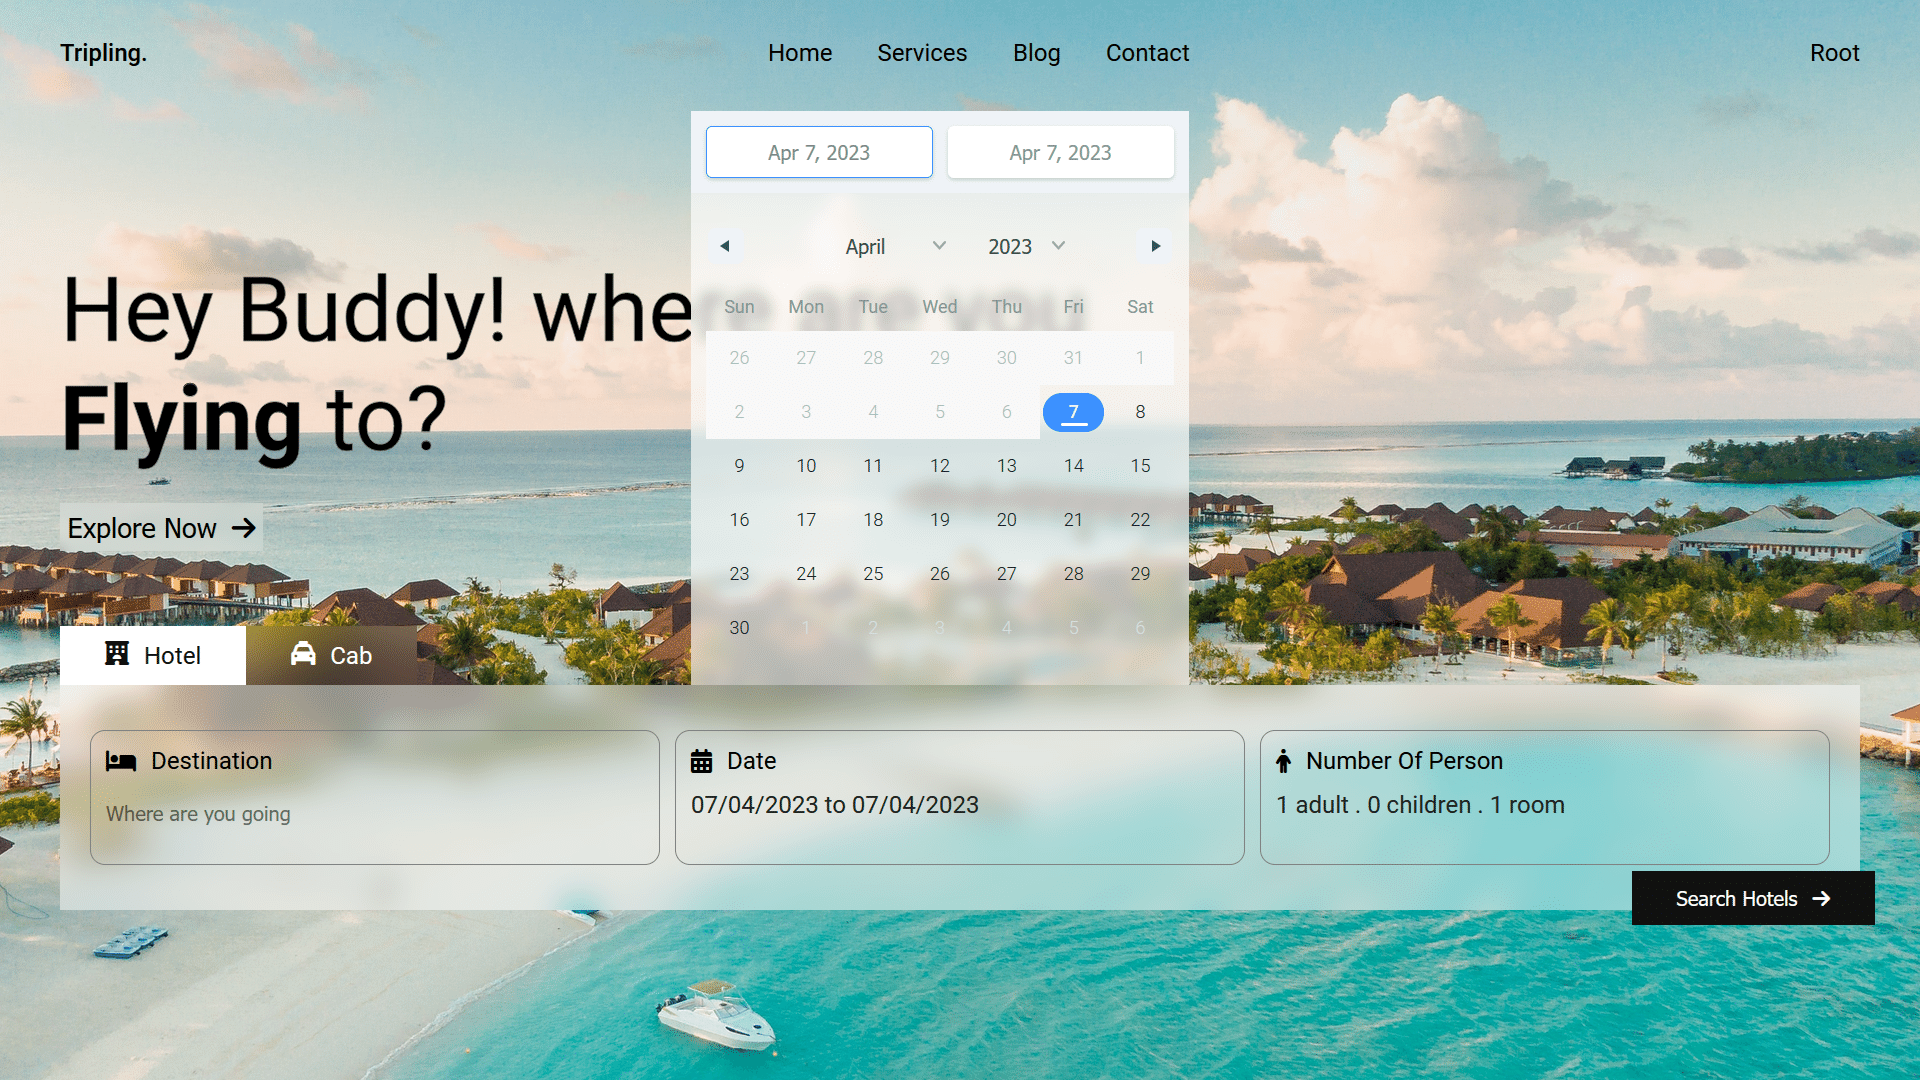 Tripling.
Home Services Blog Contact
Root
Apr 7, 2023 Apr 7, 2023
April 2023
Hey Buddy! where are you
Flying to?
Sun Mon Tue Wed Thu Fri Sat
26 27 28 29 30 31 1
2 3 4 5 6 7 8
9 10 11 12 13 14 15
16 17 18 19 20 21 22
23 24 25 26 27 28 29
30 1 2 3 4 5 6
Explore Now
Hotel Cab
Destination
Where are you going
Date
07/04/2023 to 07/04/2023
Number Of Person
1 adult . 0 children . 1 room
Search Hotels